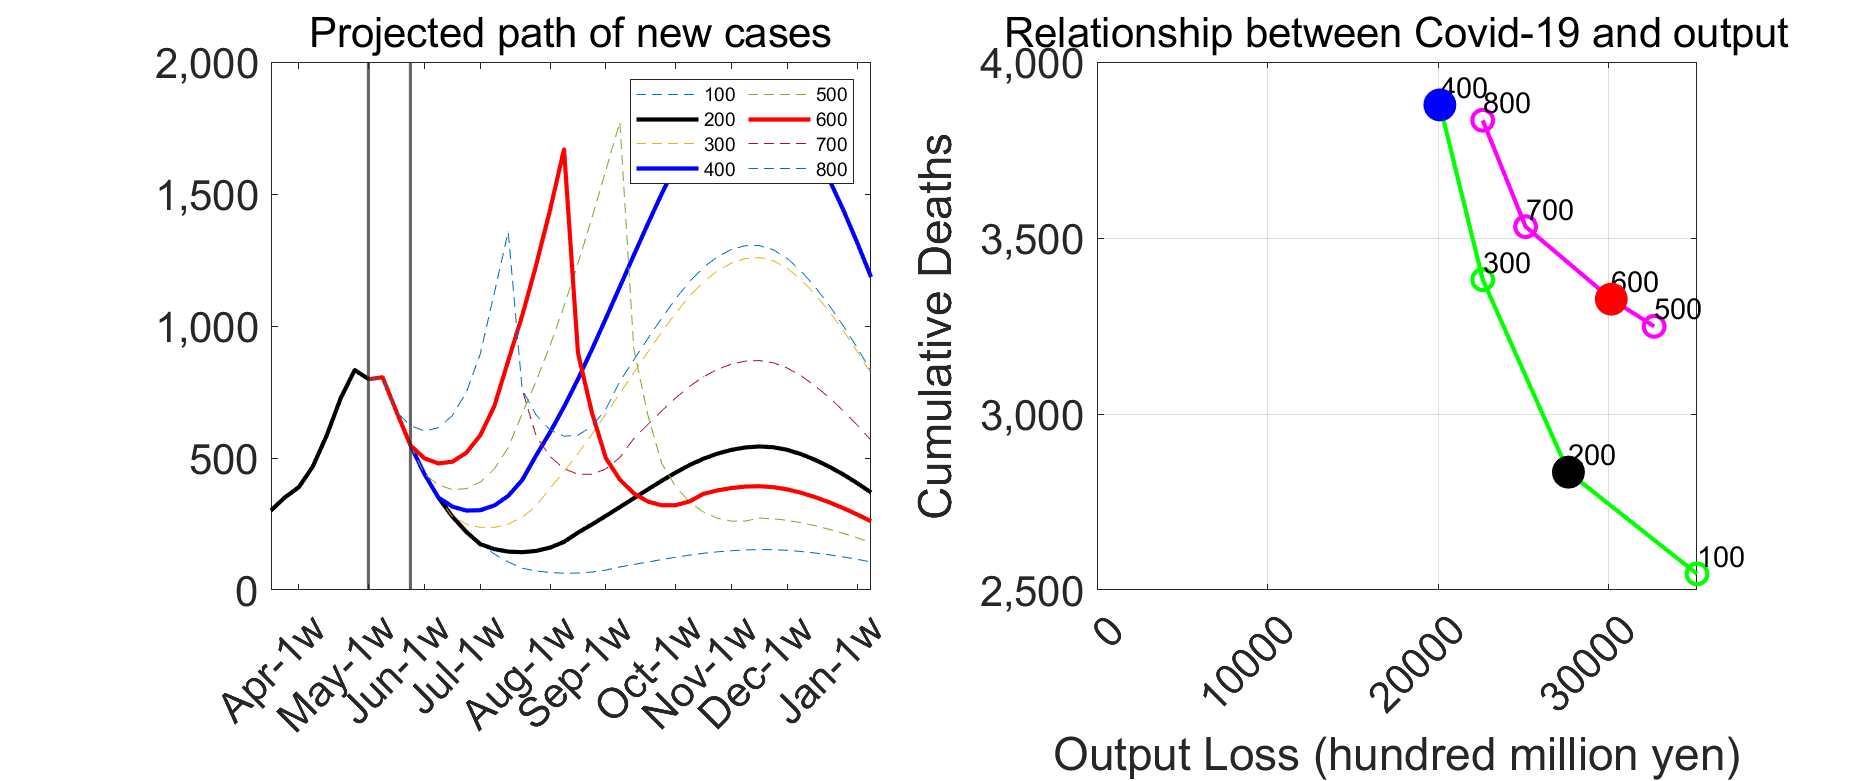 Projected path of new cases
2,000
1,500
1,000
500
0
100
200
300
400
500
600
700
800
Apr-1w
May-1w
Jun-1w
Jul-1w
Aug-1w
Sep-1w
Oct-1w
Nov-1w
Dec-1w
Jan-1w
Relationship between Covid-19 and output
Cumulative Deaths
4,000
3,500
3,000
2,500
400
800
700
300
600
500
200
100
0
10000
20000
30000
Output Loss (hundred million yen)